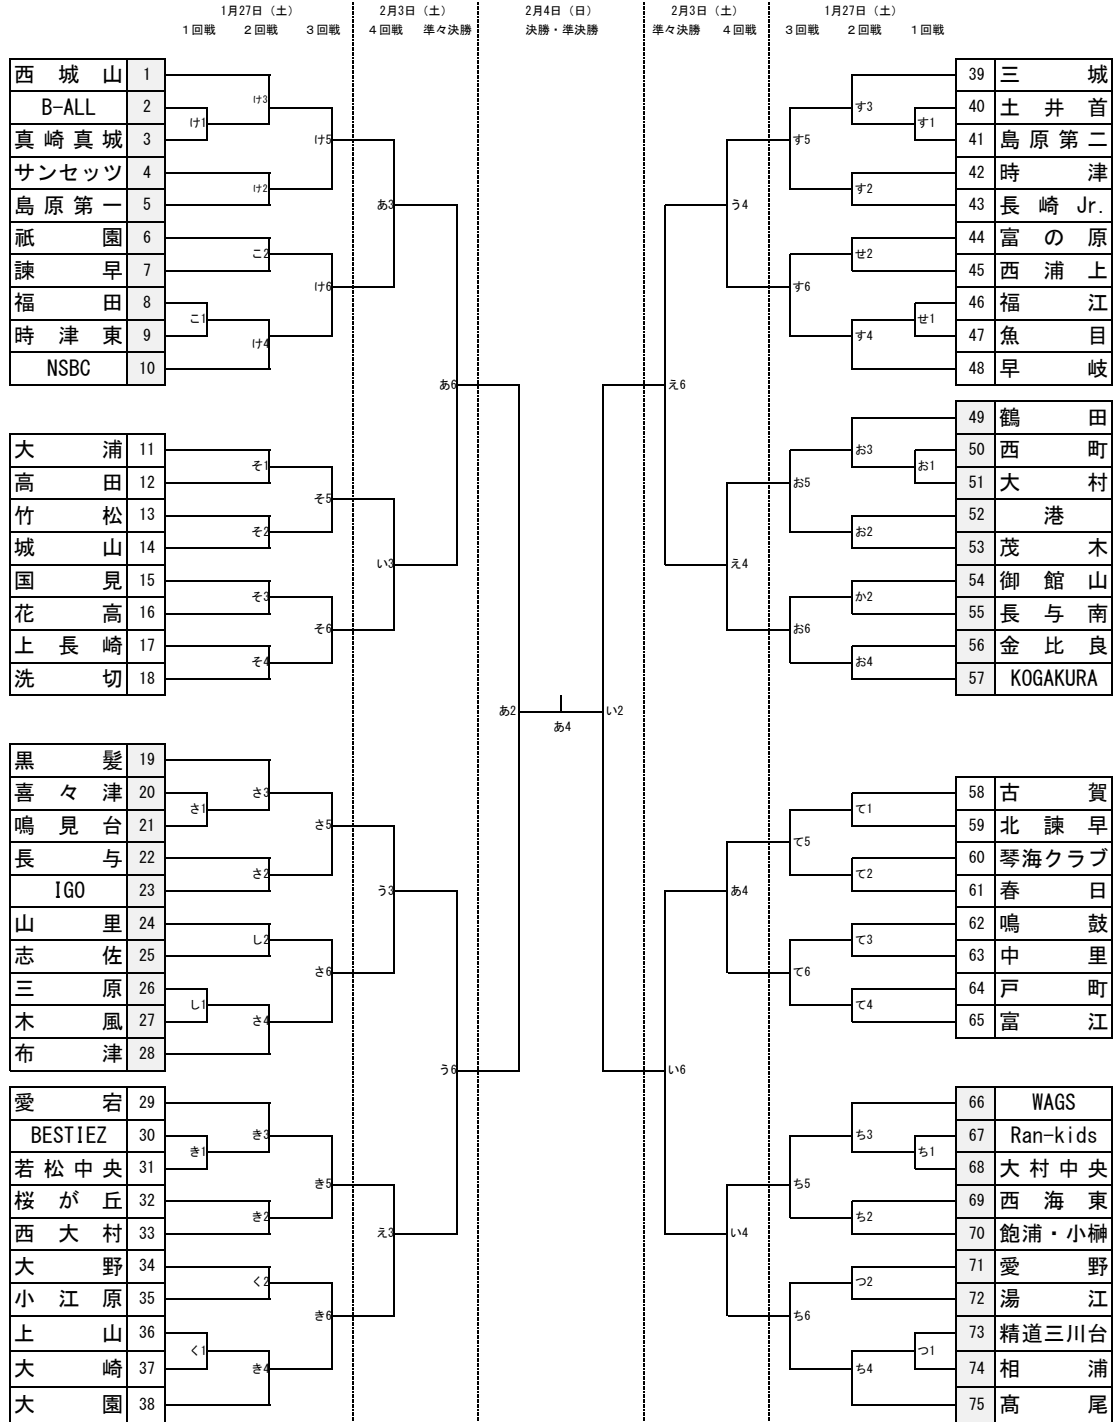 1月27日（土） 2月3日（土） 2月4日（日） 2月3日（土） 1月27日（土）
１回戦 ２回戦 ３回戦 ４回戦 準々決勝 決勝・準決勝 準々決勝 ４回戦 ３回戦 ２回戦 １回戦
西城山 1 39 三城
け3 す3
B-ALL 2 40 土井首
け1 す1
真崎真城 3 け5 す5 41 島原第二
サンセッツ 4 42 時津
け2 す2
島原第一 5 あ3 う4 43 長崎Jr.
祇園 6 44 富の原
こ2 せ2
諫早 7 45 西浦上
け6 す6
福田 8 46 福江
こ1 せ1
時津東 9 47 魚目
け4 す4
NSBC 10 48 早岐
あ6 え6
49 鶴田
大浦 11 お3 50 西町
そ1 お1
高田 12 お5 51 大村
そ5
竹松 13 52 港
そ2 お2
城山 14 53 茂木
い3 え4
国見 15 54 御館山
そ3 か2
花高 16 55 長与南
そ6 お6
上長崎 17 56 金比良
そ4 お4
洗切 18 57 KOGAKURA
あ2 い2
あ4
黒髪 19
喜々津 20 さ3 58 古賀
さ1 て1
鳴見台 21 さ5 59 北諫早
て5
長与 22 60 琴海クラブ
さ2 て2
IGO 23 う3 あ4 61 春日
山里 24 62 鳴鼓
し2 て3
志佐 25 63 中里
さ6 て6
三原 26 64 戸町
し1 て4
木風 27 さ4 65 富江
布津 28
う6 い6
愛宕 29 66 WAGS
き3 ち3
BESTIEZ 30 67 Ran-kids
き1 ち1
若松中央 31 68 大村中央
き5 ち5
桜が丘 32 69 西海東
き2 ち2
西大村 33 え3 い4 70 飽浦・小榊
大野 34 71 愛野
く2 つ2
小江原 35 72 湯江
き6 ち6
上山 36 73 精道三川台
く1 つ1
大崎 37 き4 ち4 74 相浦
大園 38 75 髙尾